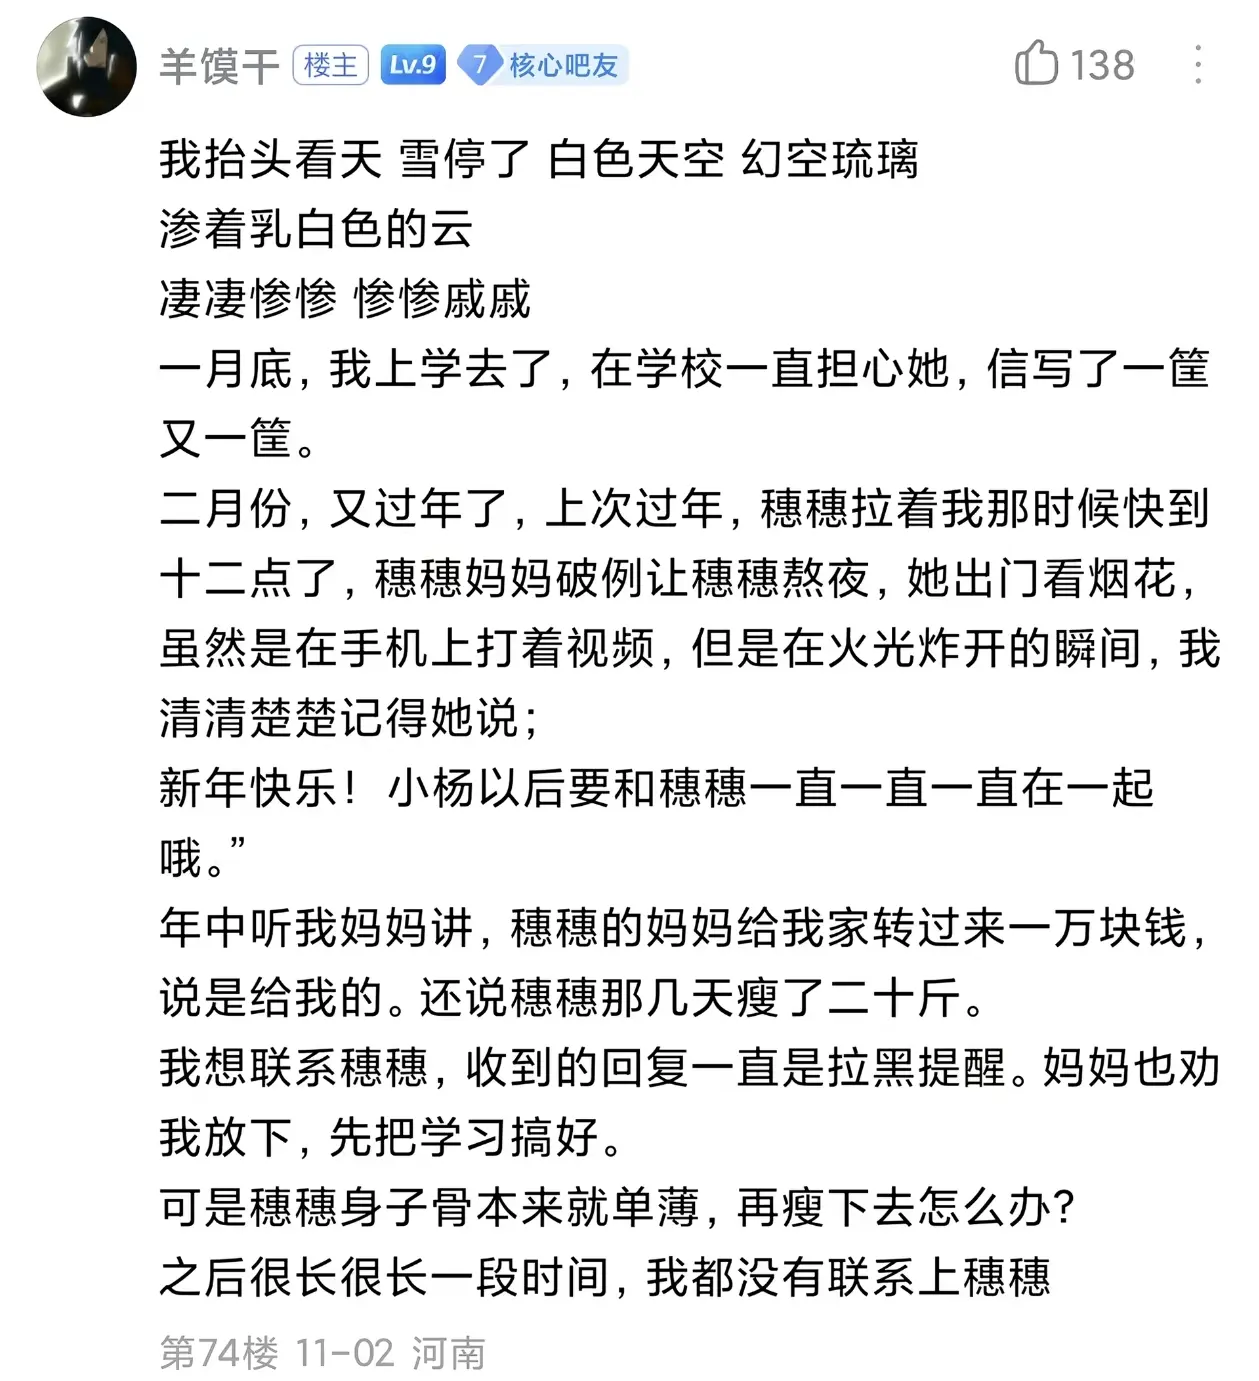 羊馍干 楼主 Lv.9 7 核心吧友 138
我抬头看天 雪停了 白色天空 幻空琉璃
渗着乳白色的云
凄凄惨惨 惨惨戚戚
一月底，我上学去了，在学校一直担心她，信写了一筐
又一筐。
二月份，又过年了，上次过年，穗穗拉着我那时候快到
十二点了，穗穗妈妈破例让穗穗熬夜，她出门看烟花，
虽然是在手机上打着视频，但是在火光炸开的瞬间，我
清清楚楚记得她说；
新年快乐！小杨以后要和穗穗一直一直一直在一起
哦。”
年中听我妈妈讲，穗穗的妈妈给我家转过来一万块钱，
说是给我的。还说穗穗那几天瘦了二十斤。
我想联系穗穗，收到的回复一直是拉黑提醒。妈妈也劝
我放下，先把学习搞好。
可是穗穗身子骨本来就单薄，再瘦下去怎么办？
之后很长很长一段时间，我都没有联系上穗穗
第74楼 11-02 河南